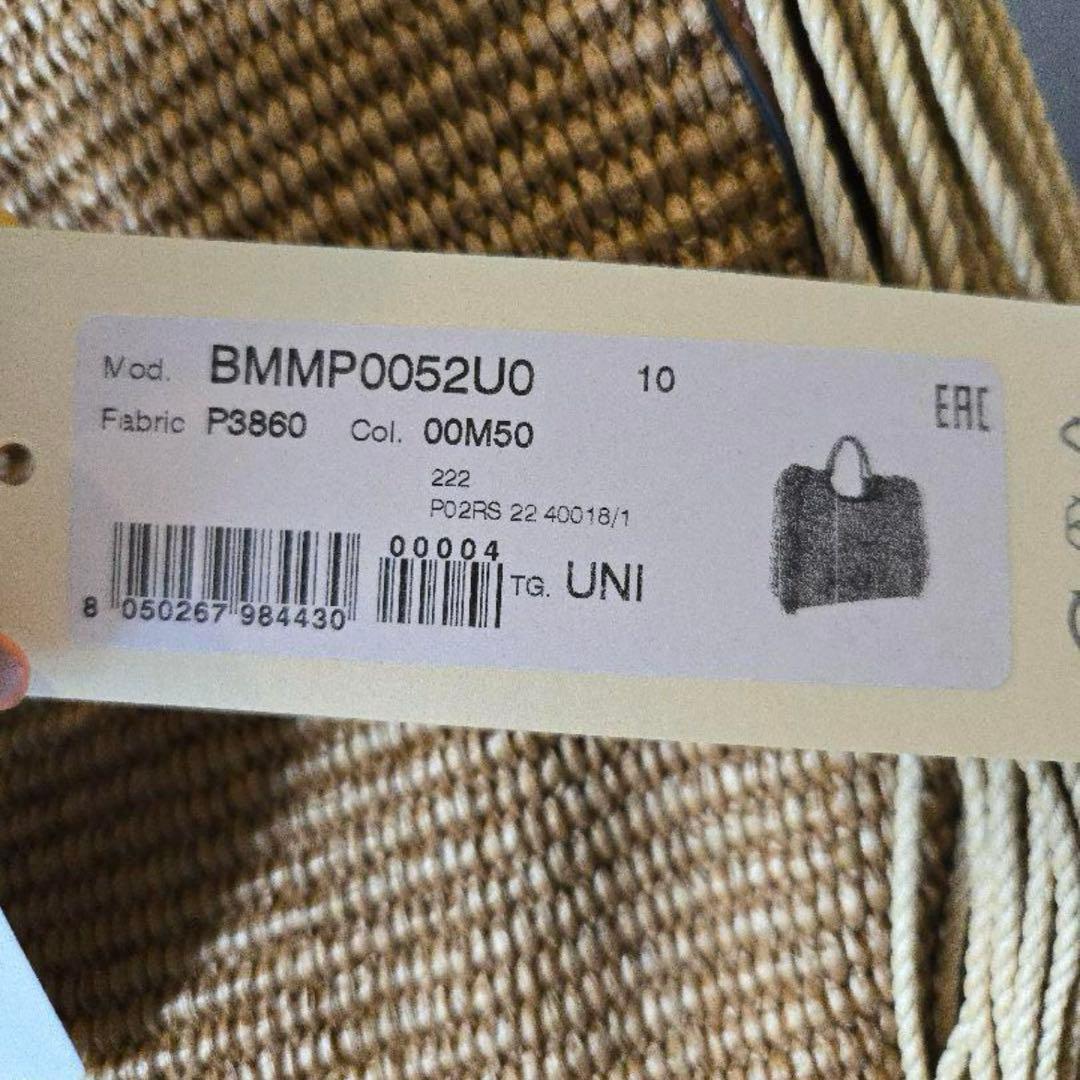 Mod. BMMP0052U0 10
EAC
Fabric P3860 Col. 00M50
222
P02RS 22 40018/1
00004
TG. UNI
8 050267 984430